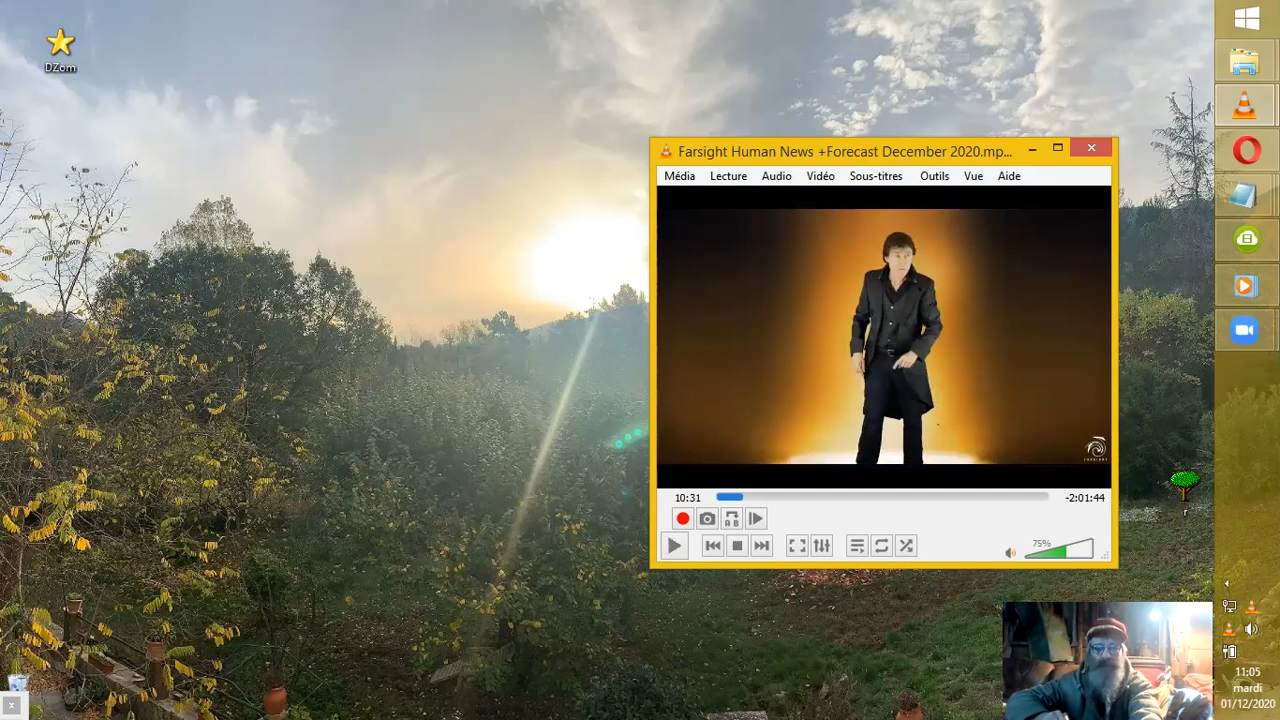 DZom
Farsight Human News +Forecast December 2020.mp...
Média Lecture Audio Vidéo Sous-titres Outils Vue Aide
FARSIGHT
10:31
-2:01:44
75%
r
11:05
mardi
01/12/2020